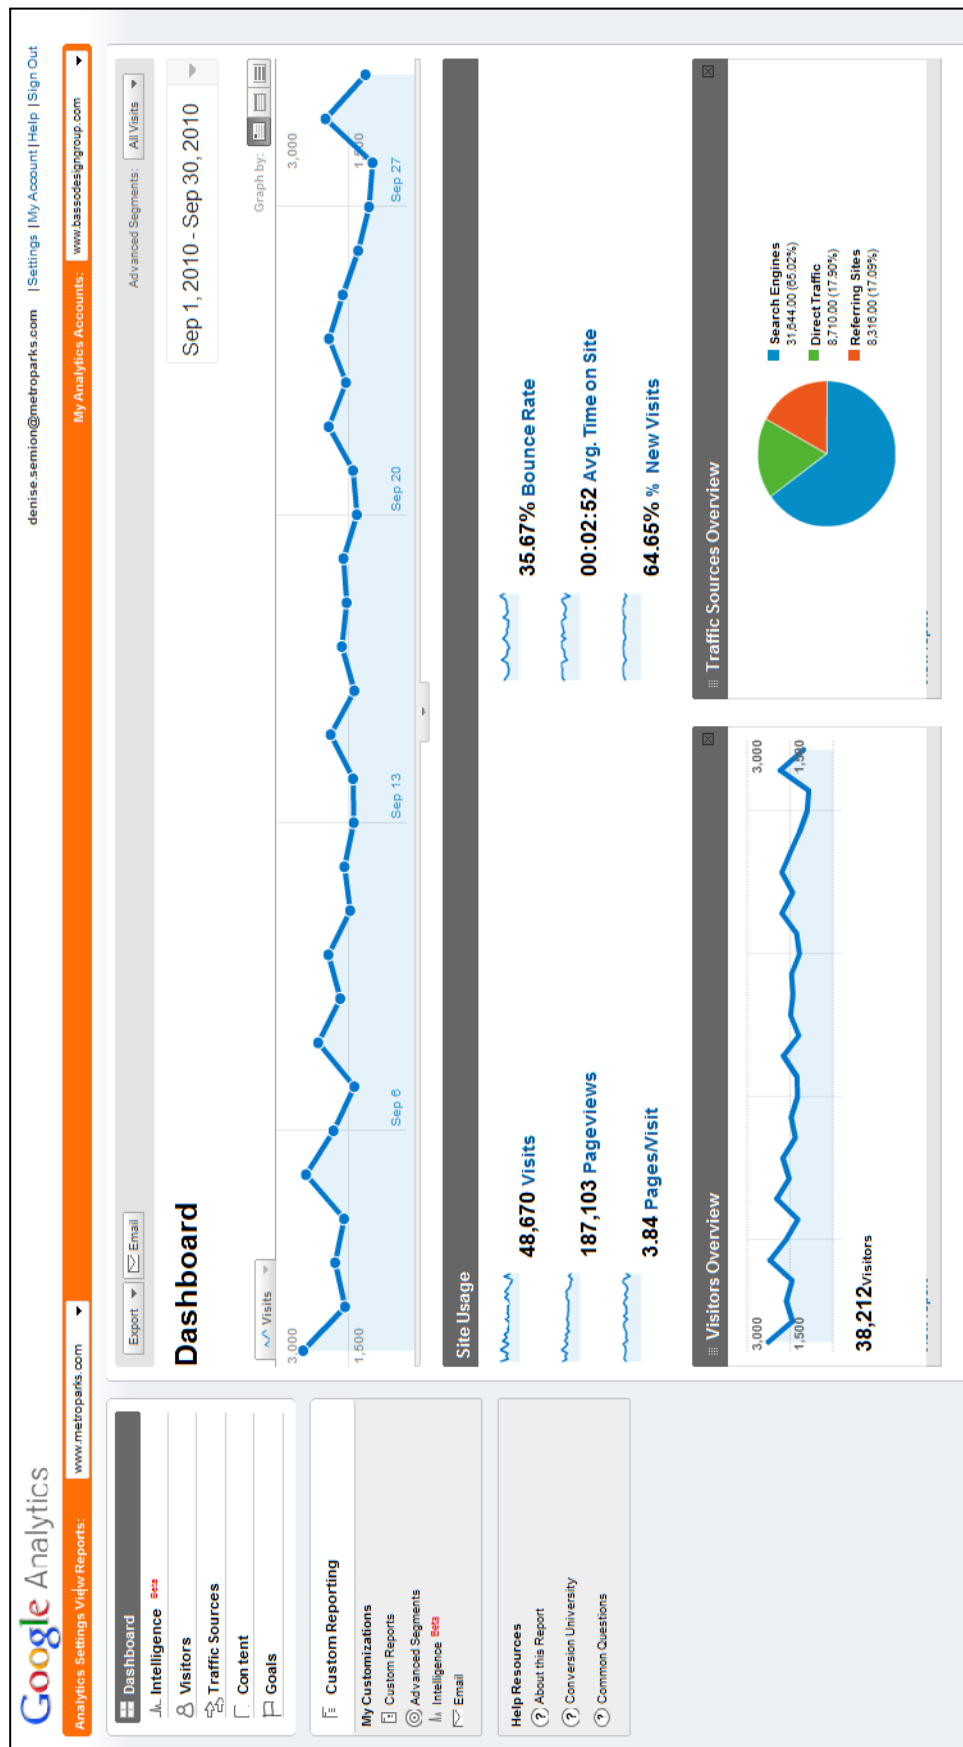 Google Analytics
denise.semion@metroparks.com | Settings | My Account | Help | Sign Out
Analytics Settings View Reports: www.metroparks.com My Analytics Accounts: www.bassodesigngroup.com
Dashboard
Intelligence Beta
Visitors
Traffic Sources
Content
Goals
Custom Reporting
My Customizations
Custom Reports
Advanced Segments
Intelligence Beta
Email
Help Resources
About this Report
Conversion University
Common Questions
Export Email Advanced Segments: All Visits
Dashboard Sep 1, 2010 - Sep 30, 2010
Visits Graph by:
3,000 3,000
1,500 1,500
Sep 6 Sep 13 Sep 20 Sep 27
Site Usage
48,670 Visits 35.67% Bounce Rate
187,103 Pageviews 00:02:52 Avg. Time on Site
3.84 Pages/Visit 64.65% % New Visits
Visitors Overview
3,000 3,000
1,500 1,500
38,212 Visitors
Traffic Sources Overview
Search Engines
31,644.00 (65.02%)
Direct Traffic
8,710.00 (17.90%)
Referring Sites
8,316.00 (17.09%)